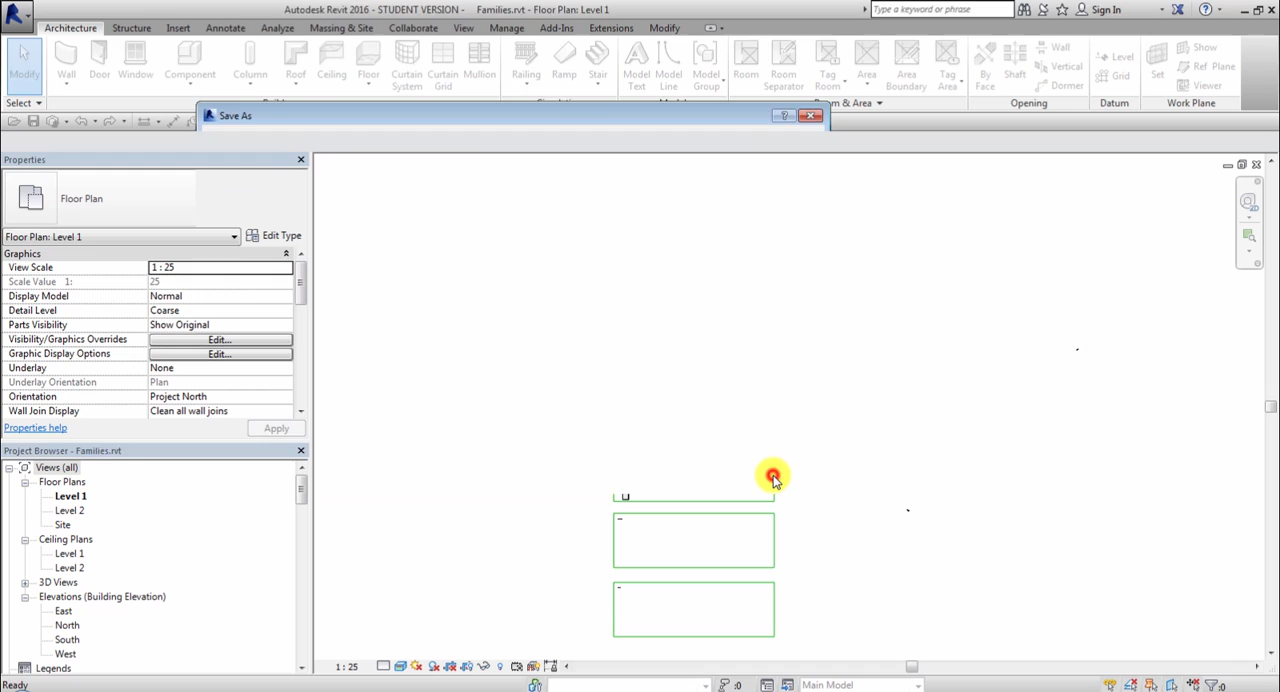 Autodesk Revit 2016 - STUDENT VERSION - Families.rvt - Floor Plan: Level 1
Type a keyword or phrase
Sign In
Architecture Structure Insert Annotate Analyze Massing & Site Collaborate View Manage Add-Ins Extensions Modify
Modify Wall Door Window Component Column Roof Ceiling Floor Curtain System Curtain Grid Mullion Railing Ramp Stair Model Text Model Line Model Group Room Room Separator Tag Room Area Area Boundary Tag Area By Face Shaft Wall Vertical Dormer Level Grid Set Show Ref Plane Viewer
Select
Room & Area Opening Datum Work Plane
Save As
Properties
Floor Plan
Floor Plan: Level 1 Edit Type
Graphics
View Scale 1 : 25
Scale Value 1: 25
Display Model Normal
Detail Level Coarse
Parts Visibility Show Original
Visibility/Graphics Overrides Edit...
Graphic Display Options Edit...
Underlay None
Underlay Orientation Plan
Orientation Project North
Wall Join Display Clean all wall joins
Properties help Apply
Project Browser - Families.rvt
Views (all)
Floor Plans
Level 1
Level 2
Site
Ceiling Plans
Level 1
Level 2
3D Views
Elevations (Building Elevation)
East
North
South
West
Legends
1 : 25
Ready
:0
Main Model
:0